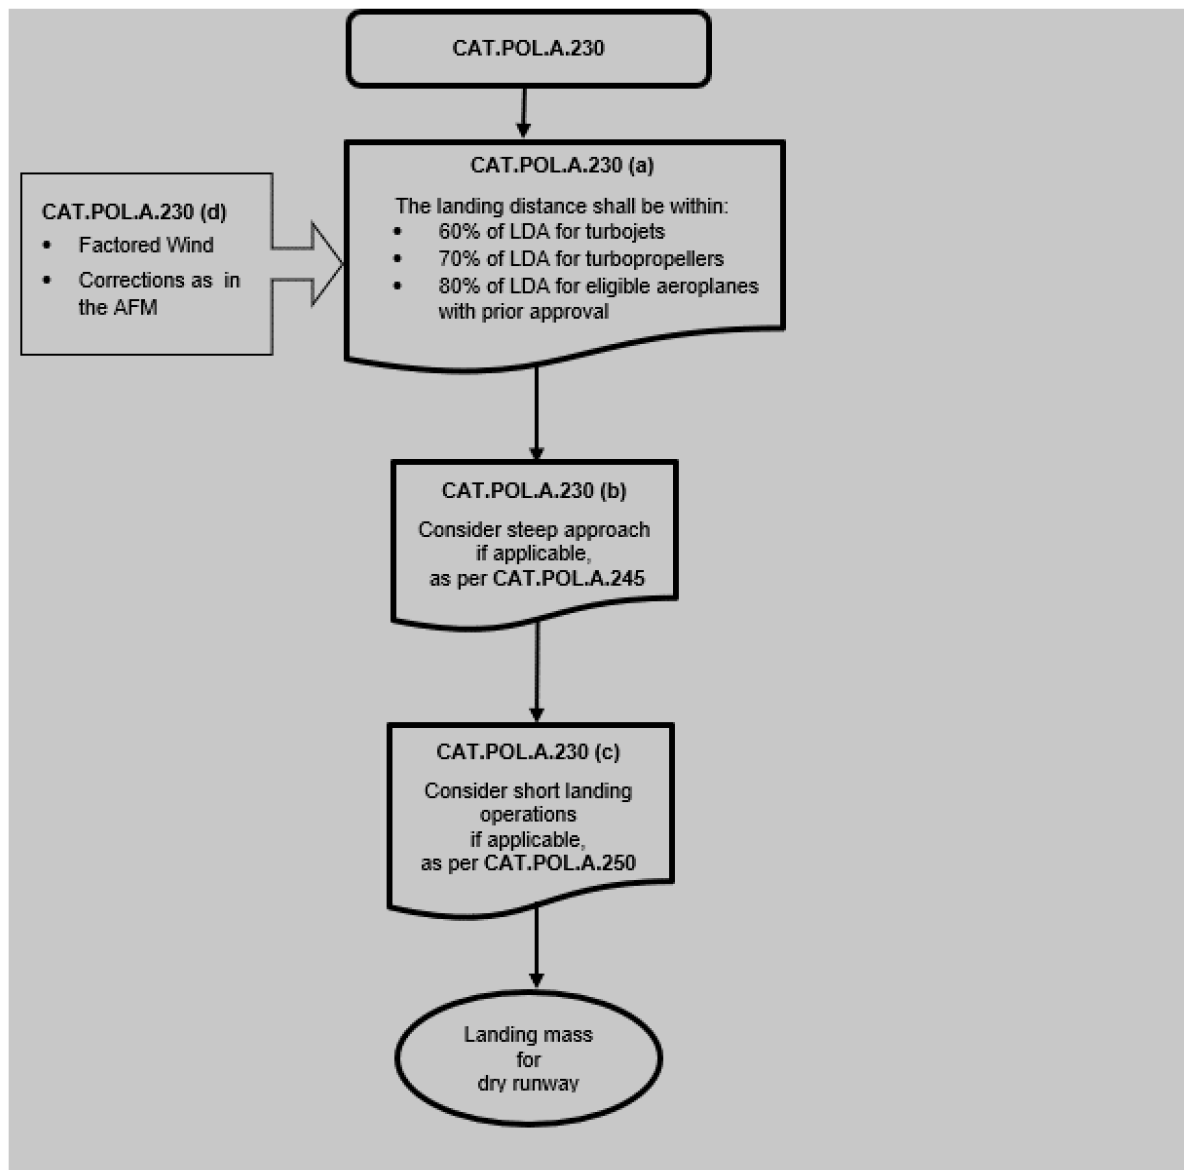 CAT.POL.A.230
CAT.POL.A.230 (a)
The landing distance shall be within:
• 60% of LDA for turbojets
• 70% of LDA for turbopropellers
• 80% of LDA for eligible aeroplanes
with prior approval
CAT.POL.A.230 (d)
• Factored Wind
• Corrections as in
the AFM
CAT.POL.A.230 (b)
Consider steep approach
if applicable,
as per CAT.POL.A.245
CAT.POL.A.230 (c)
Consider short landing
operations
if applicable,
as per CAT.POL.A.250
Landing mass
for
dry runway